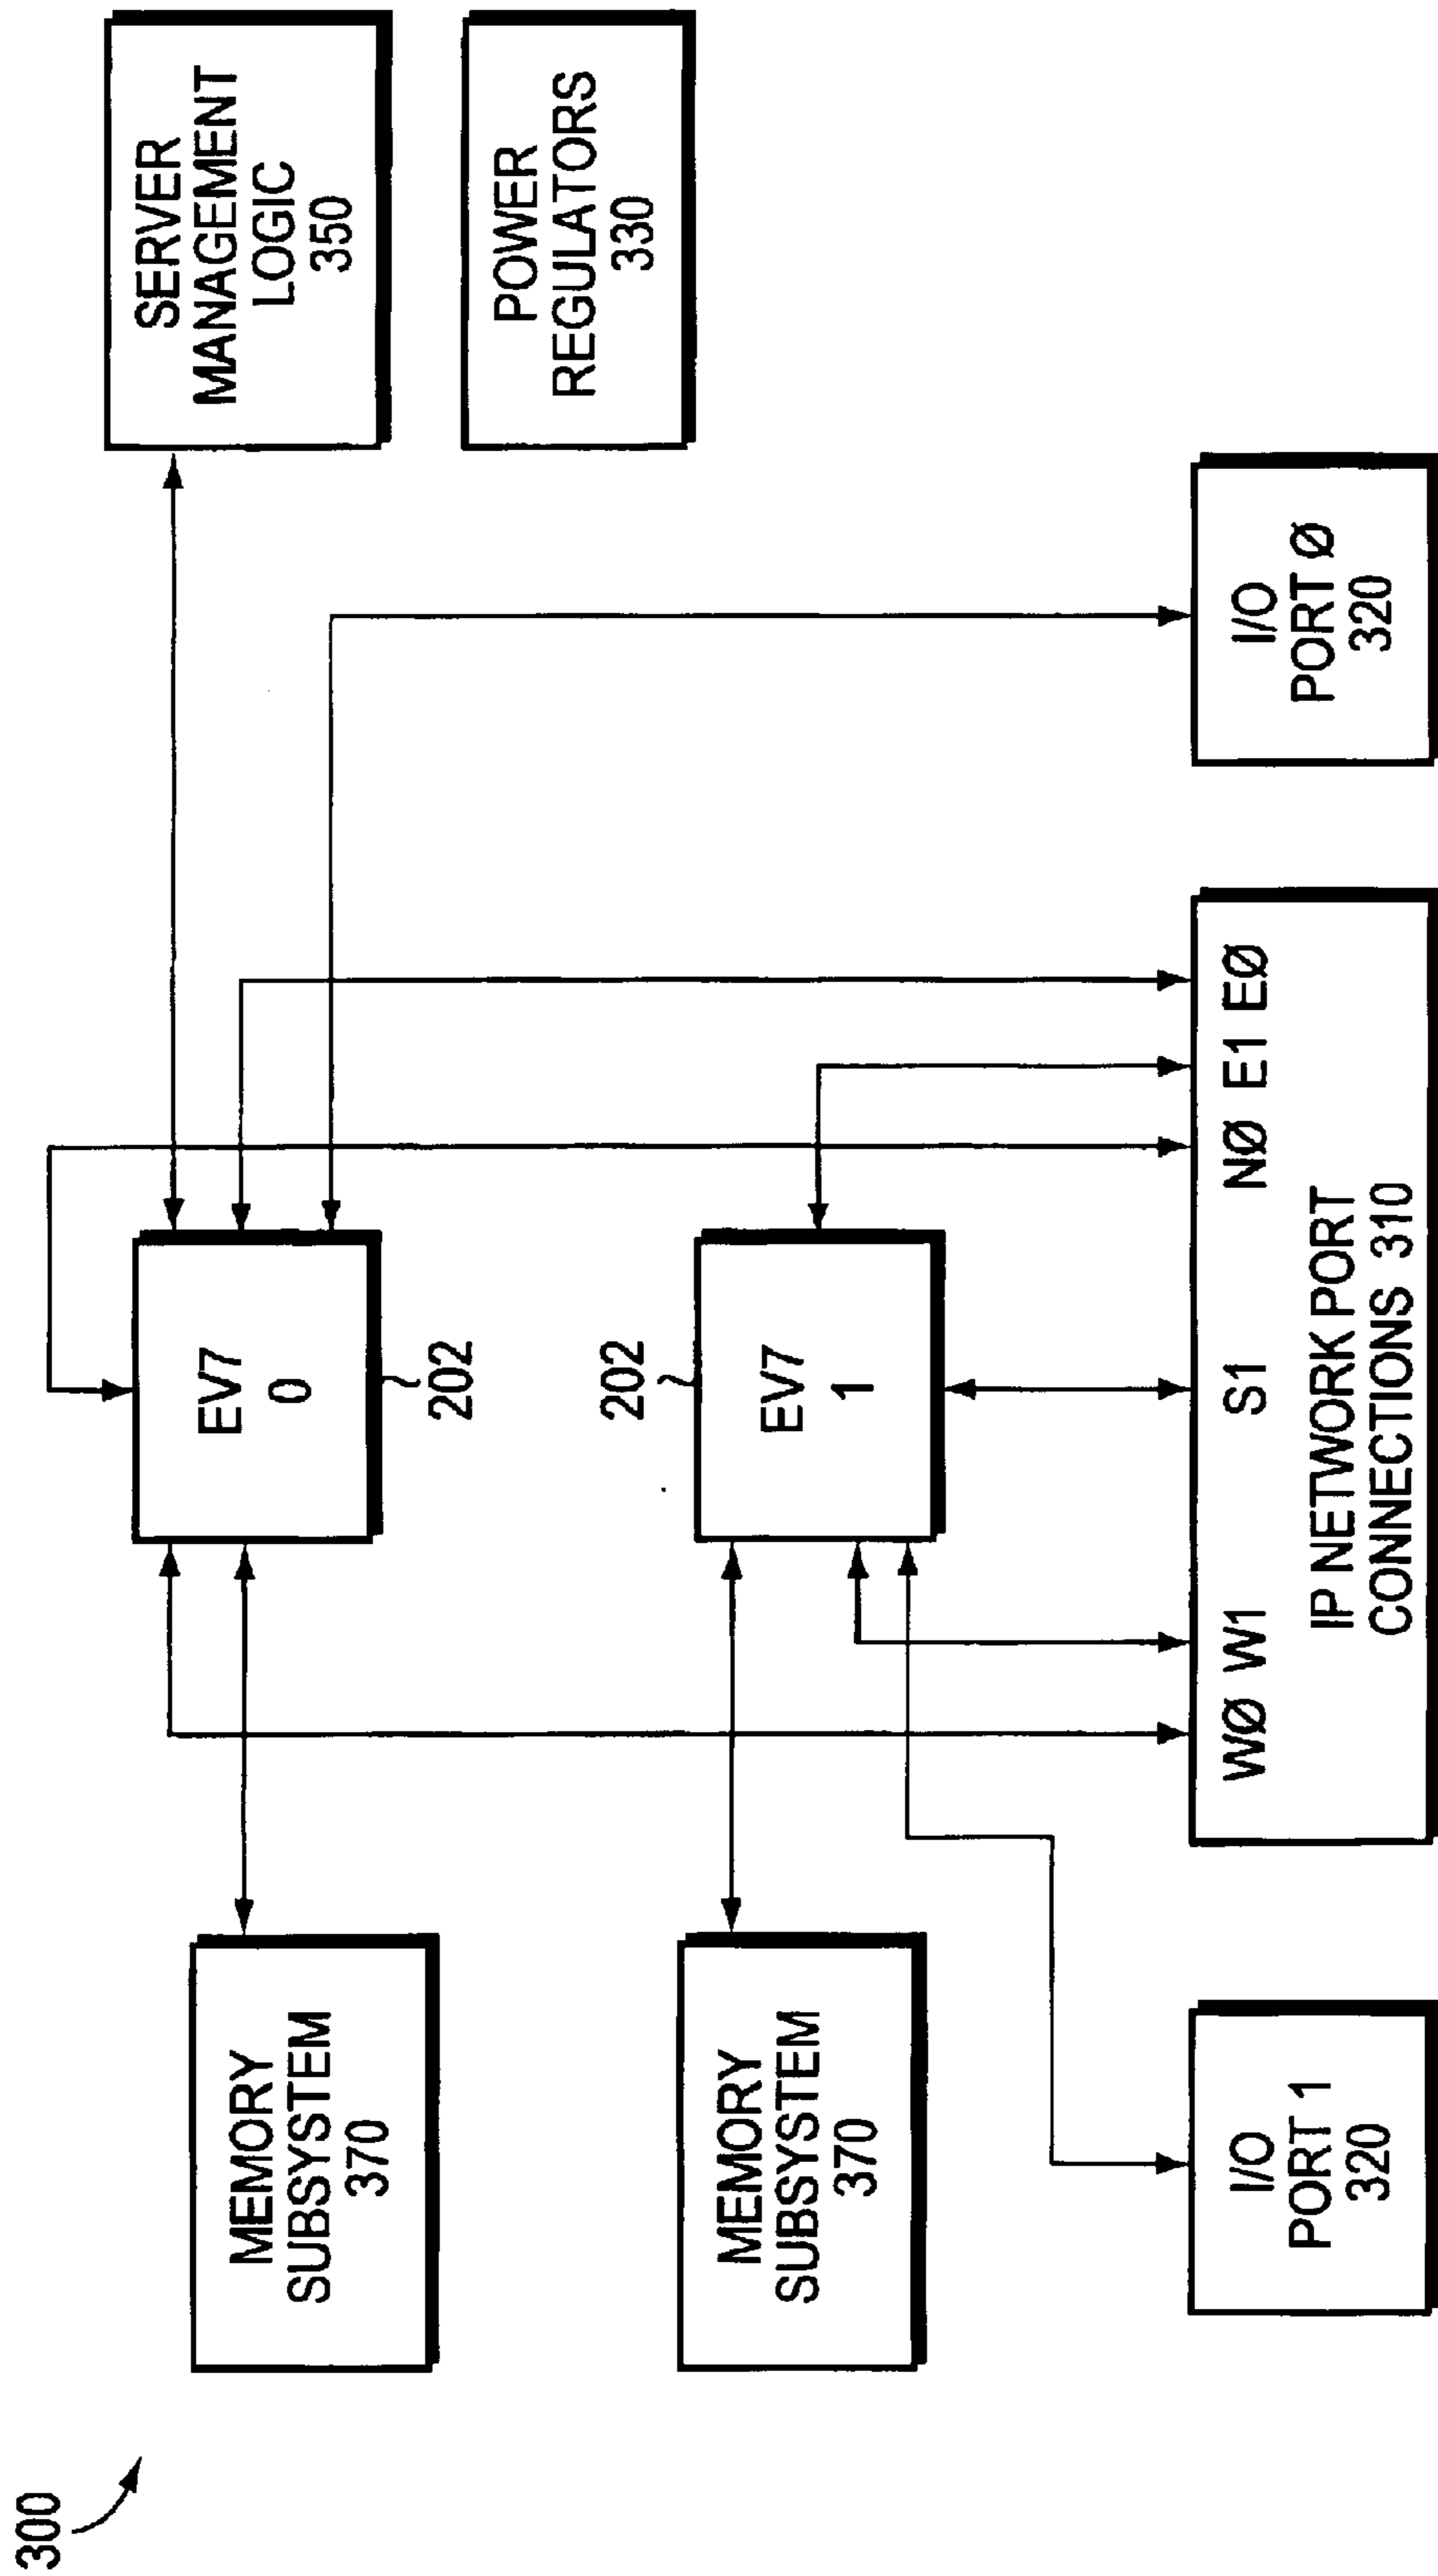 300
MEMORY
SUBSYSTEM
370
EV7
0
202
SERVER
MANAGEMENT
LOGIC
350
POWER
REGULATORS
330
MEMORY
SUBSYSTEM
370
202
EV7
1
I/O
PORT 1
320
WØ W1 S1 NØ E1 EØ
IP NETWORK PORT
CONNECTIONS 310
I/O
PORT Ø
320